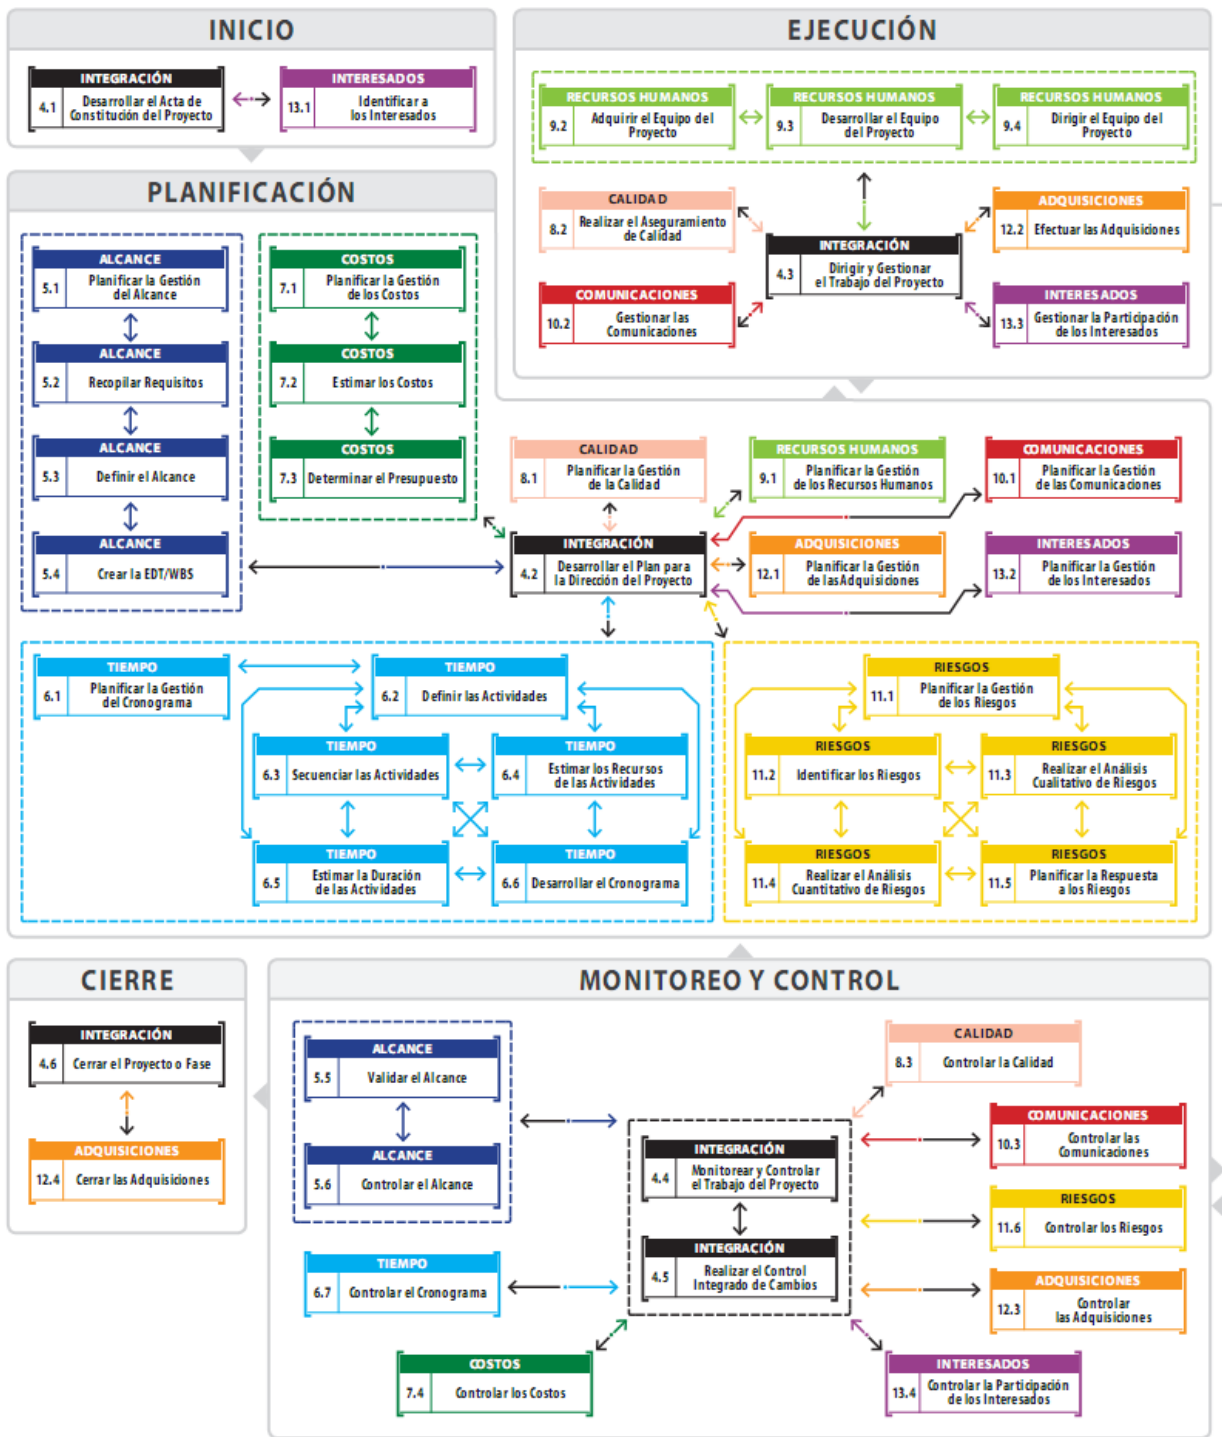 INICIO
INTEGRACIÓN
4.1
Desarrollar el Acta de
Constitución del Proyecto
INTERESADOS
13.1
Identificar a
los Interesados
EJECUCIÓN
RECURSOS HUMANOS
9.2
Adquirir el Equipo del
Proyecto
RECURSOS HUMANOS
9.3
Desarrollar el Equipo
del Proyecto
RECURSOS HUMANOS
9.4
Dirigir el Equipo del
Proyecto
CALIDAD
8.2
Realizar el Aseguramiento
de Calidad
ADQUISICIONES
12.2
Efectuar las Adquisiciones
INTEGRACIÓN
4.3
Dirigir y Gestionar
el Trabajo del Proyecto
COMUNICACIONES
10.2
Gestionar las
Comunicaciones
INTERESADOS
13.3
Gestionar la Participación
de los Interesados
PLANIFICACIÓN
ALCANCE
5.1
Planificar la Gestión
del Alcance
ALCANCE
5.2
Recopilar Requisitos
ALCANCE
5.3
Definir el Alcance
ALCANCE
5.4
Crear la EDT/WBS
COSTOS
7.1
Planificar la Gestión
de los Costos
COSTOS
7.2
Estimar los Costos
COSTOS
7.3
Determinar el Presupuesto
CALIDAD
8.1
Planificar la Gestión
de la Calidad
RECURSOS HUMANOS
9.1
Planificar la Gestión
de los Recursos Humanos
COMUNICACIONES
10.1
Planificar la Gestión
de las Comunicaciones
INTEGRACIÓN
4.2
Desarrollar el Plan para
la Dirección del Proyecto
ADQUISICIONES
12.1
Planificar la Gestión
de las Adquisiciones
INTERESADOS
13.2
Planificar la Gestión
de los Interesados
TIEMPO
6.1
Planificar la Gestión
del Cronograma
TIEMPO
6.2
Definir las Actividades
TIEMPO
6.3
Secuenciar las Actividades
TIEMPO
6.4
Estimar los Recursos
de las Actividades
TIEMPO
6.5
Estimar la Duración
de las Actividades
TIEMPO
6.6
Desarrollar el Cronograma
RIESGOS
11.1
Planificar la Gestión
de los Riesgos
RIESGOS
11.2
Identificar los Riesgos
RIESGOS
11.3
Realizar el Análisis
Cualitativo de Riesgos
RIESGOS
11.4
Realizar el Análisis
Cuantitativo de Riesgos
RIESGOS
11.5
Planificar la Respuesta
a los Riesgos
CIERRE
INTEGRACIÓN
4.6
Cerrar el Proyecto o Fase
ADQUISICIONES
12.4
Cerrar las Adquisiciones
MONITOREO Y CONTROL
ALCANCE
5.5
Validar el Alcance
ALCANCE
5.6
Controlar el Alcance
TIEMPO
6.7
Controlar el Cronograma
COSTOS
7.4
Controlar los Costos
INTEGRACIÓN
4.4
Monitorear y Controlar
el Trabajo del Proyecto
INTEGRACIÓN
4.5
Realizar el Control
Integrado de Cambios
CALIDAD
8.3
Controlar la Calidad
COMUNICACIONES
10.3
Controlar las
Comunicaciones
RIESGOS
11.6
Controlar los Riesgos
ADQUISICIONES
12.3
Controlar
las Adquisiciones
INTERESADOS
13.4
Controlar la Participación
de los Interesados